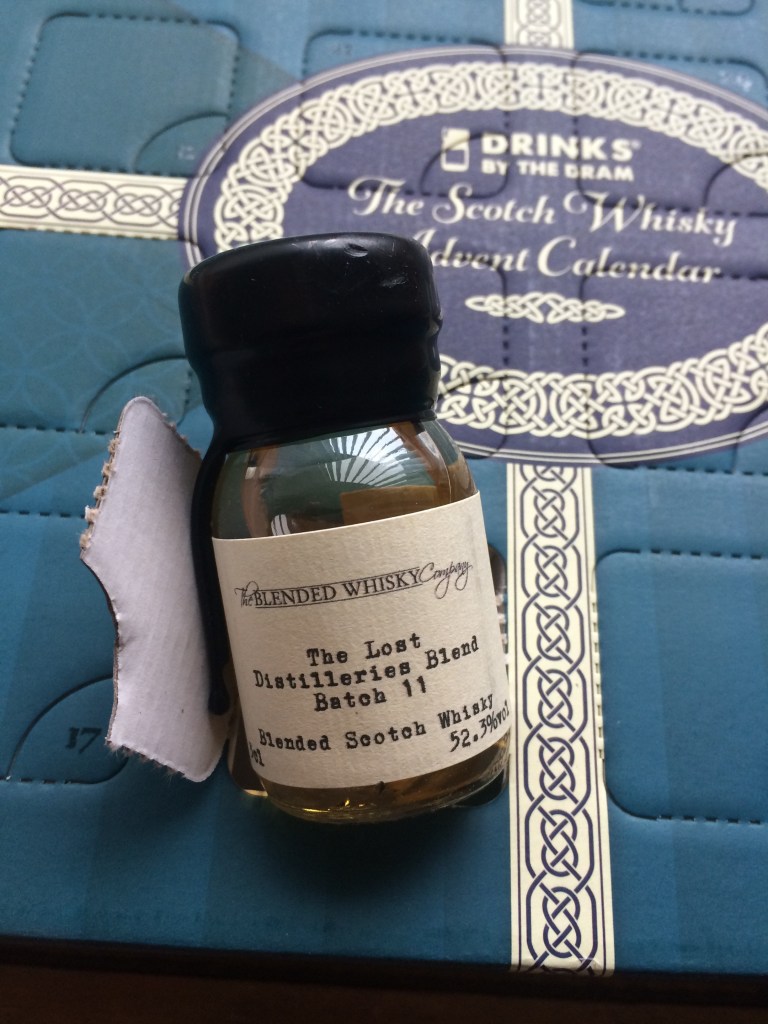 DRINKS
BY THE DRAM
The Scotch Whisky
Advent Calendar
The BLENDED WHISKY Company
The Lost
Distilleries Blend
Batch 11
Blended Scotch Whisky
52.3%vol
17